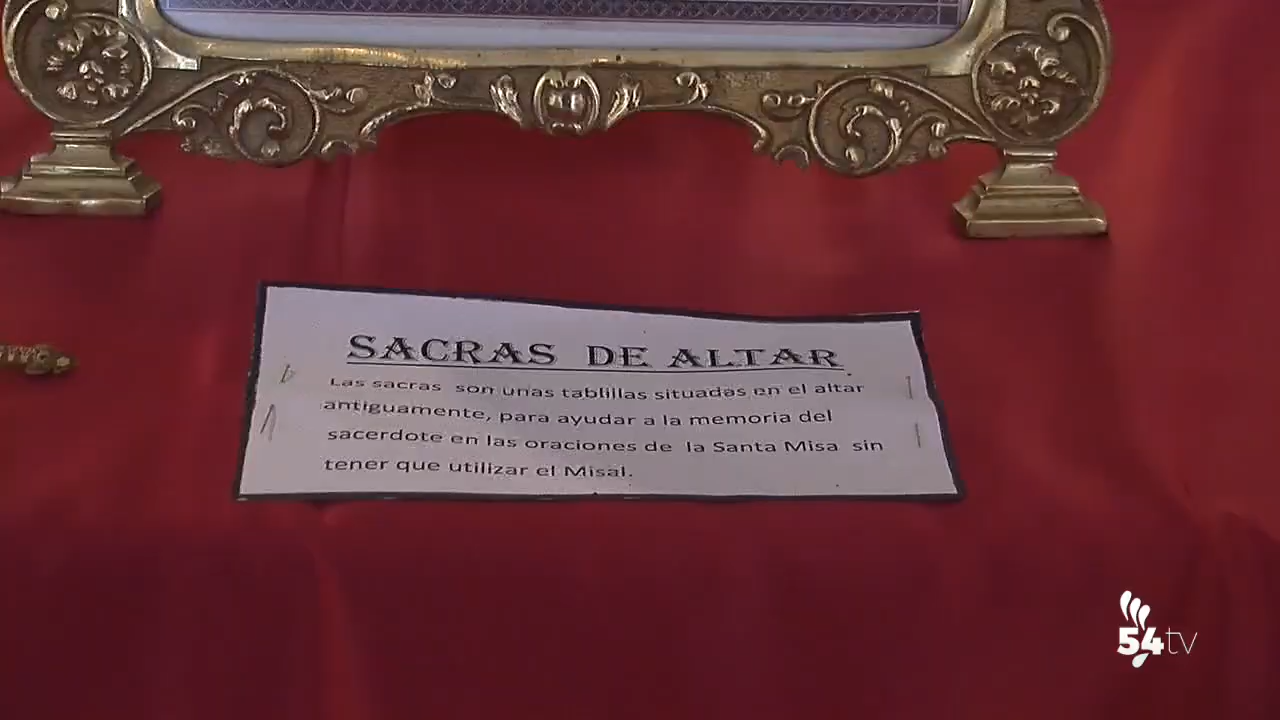 SACRAS DE ALTAR
Las sacras son unas tablillas situadas en el altar
antiguamente, para ayudar a la memoria del
sacerdote en las oraciones de la Santa Misa sin
tener que utilizar el Misal.
54tv